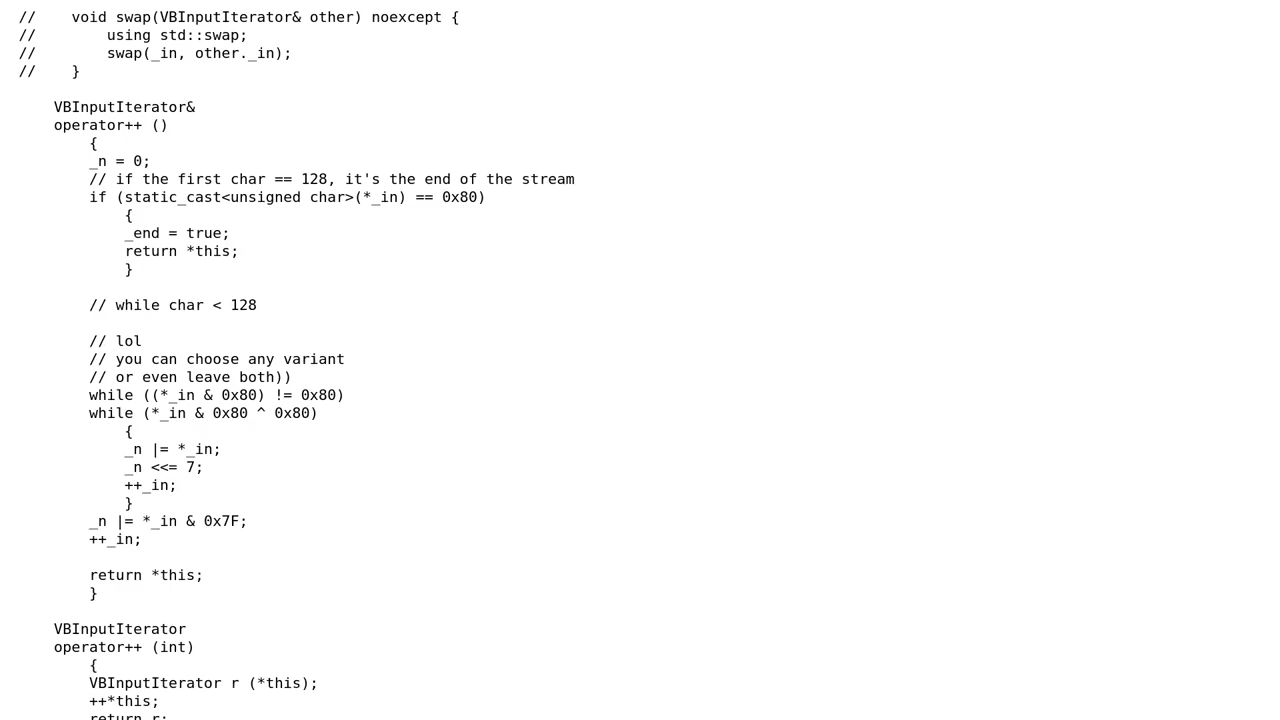 //    void swap(VBInputIterator& other) noexcept {
//        using std::swap;
//        swap(_in, other._in);
//    }

    VBInputIterator&
    operator++ ()
        {
        _n = 0;
        // if the first char == 128, it's the end of the stream
        if (static_cast<unsigned char>(*_in) == 0x80)
            {
            _end = true;
            return *this;
            }

        // while char < 128

        // lol
        // you can choose any variant
        // or even leave both))
        while ((*_in & 0x80) != 0x80)
        while (*_in & 0x80 ^ 0x80)
            {
            _n |= *_in;
            _n <<= 7;
            ++_in;
            }
        _n |= *_in & 0x7F;
        ++_in;

        return *this;
        }

    VBInputIterator
    operator++ (int)
        {
        VBInputIterator r (*this);
        ++*this;
        return r;